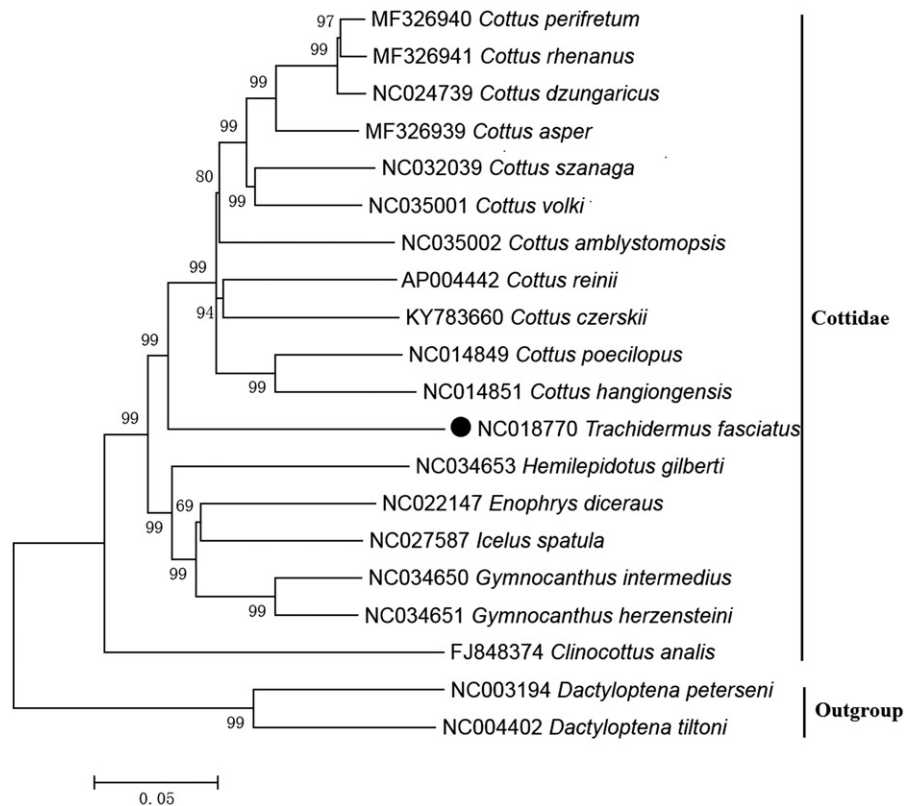 97
MF326940 Cottus perifretum
99
MF326941 Cottus rhenanus
99
NC024739 Cottus dzungaricus
99
MF326939 Cottus asper
80
NC032039 Cottus szanaga
99
NC035001 Cottus volki
NC035002 Cottus amblystomopsis
99
AP004442 Cottus reinii
94
KY783660 Cottus czerskii
Cottidae
99
NC014849 Cottus poecilopus
99
NC014851 Cottus hangiongensis
99
NC018770 Trachidermus fasciatus
NC034653 Hemilepidotus gilberti
69
NC022147 Enophrys diceraus
99
NC027587 Icelus spatula
99
NC034650 Gymnocanthus intermedius
99
NC034651 Gymnocanthus herzensteini
FJ848374 Clinocottus analis
NC003194 Dactyloptena peterseni
Outgroup
99
NC004402 Dactyloptena tiltoni
0.05